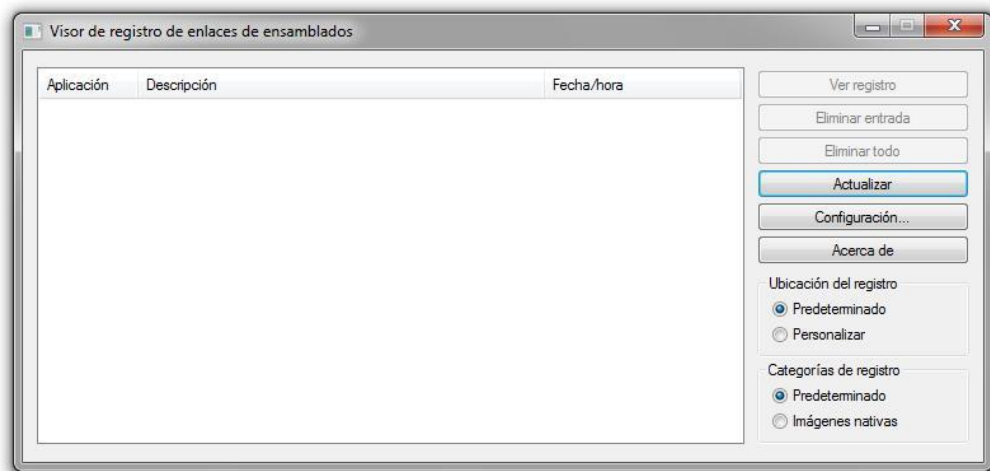 Visor de registro de enlaces de ensamblados
Aplicación Descripción Fecha/hora
Ver registro
Eliminar entrada
Eliminar todo
Actualizar
Configuración...
Acerca de
Ubicación del registro
Predeterminado
Personalizar
Categorías de registro
Predeterminado
Imágenes nativas